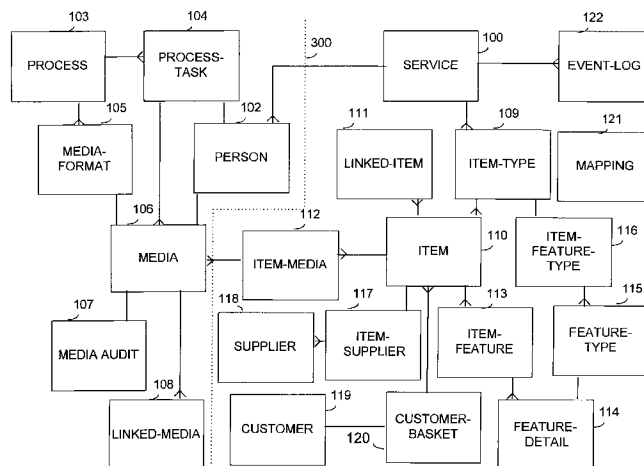 103
104
300
100
122
PROCESS
PROCESS-
TASK
SERVICE
EVENT-LOG
105
102
111
109
121
MEDIA-
FORMAT
PERSON
LINKED-ITEM
ITEM-TYPE
MAPPING
106
112
MEDIA
ITEM-MEDIA
ITEM
110
ITEM-
FEATURE-
TYPE
116
107
118
117
113
115
MEDIA AUDIT
SUPPLIER
ITEM-
SUPPLIER
ITEM-
FEATURE
FEATURE-
TYPE
108
119
LINKED-MEDIA
CUSTOMER
120
CUSTOMER-
BASKET
FEATURE-
DETAIL
114